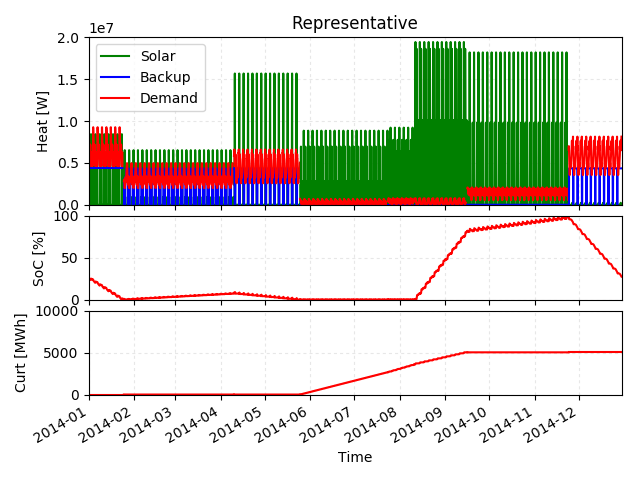 Representative
1e7
2.0
1.5
1.0
0.5
0.0
Heat [W]
Solar
Backup
Demand
100
50
0
SoC [%]
10000
5000
0
Curt [MWh]
2014-01
2014-02
2014-03
2014-04
2014-05
2014-06
2014-07
2014-08
2014-09
2014-10
2014-11
2014-12
Time